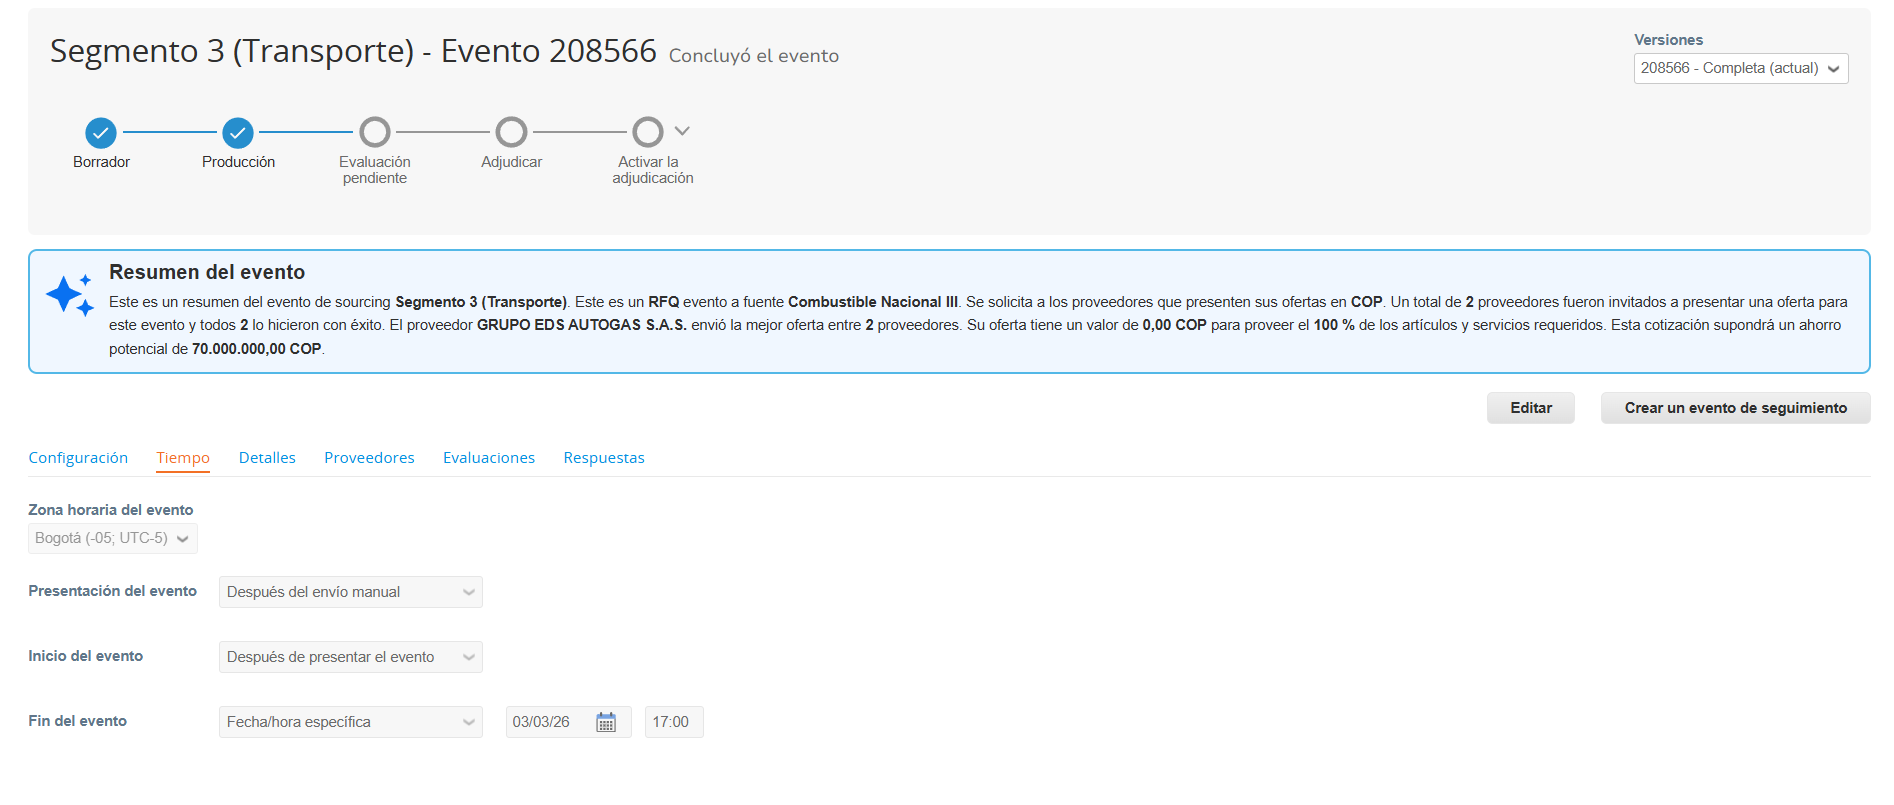 Segmento 3 (Transporte) - Evento 208566 Concluyó el evento
Versiones
208566 - Completa (actual)
Borrador
Producción
Evaluación pendiente
Adjudicar
Activar la adjudicación
Resumen del evento
Este es un resumen del evento de sourcing Segmento 3 (Transporte). Este es un RFQ evento a fuente Combustible Nacional III. Se solicita a los proveedores que presenten sus ofertas en COP. Un total de 2 proveedores fueron invitados a presentar una oferta para
este evento y todos 2 lo hicieron con éxito. El proveedor GRUPO EDS AUTOGAS S.A.S. envió la mejor oferta entre 2 proveedores. Su oferta tiene un valor de 0,00 COP para proveer el 100 % de los artículos y servicios requeridos. Esta cotización supondrá un ahorro
potencial de 70.000.000,00 COP.
Editar
Crear un evento de seguimiento
Configuración Tiempo Detalles Proveedores Evaluaciones Respuestas
Zona horaria del evento
Bogotá (-05; UTC-5)
Presentación del evento Después del envío manual
Inicio del evento Después de presentar el evento
Fin del evento Fecha/hora específica 03/03/26 17:00